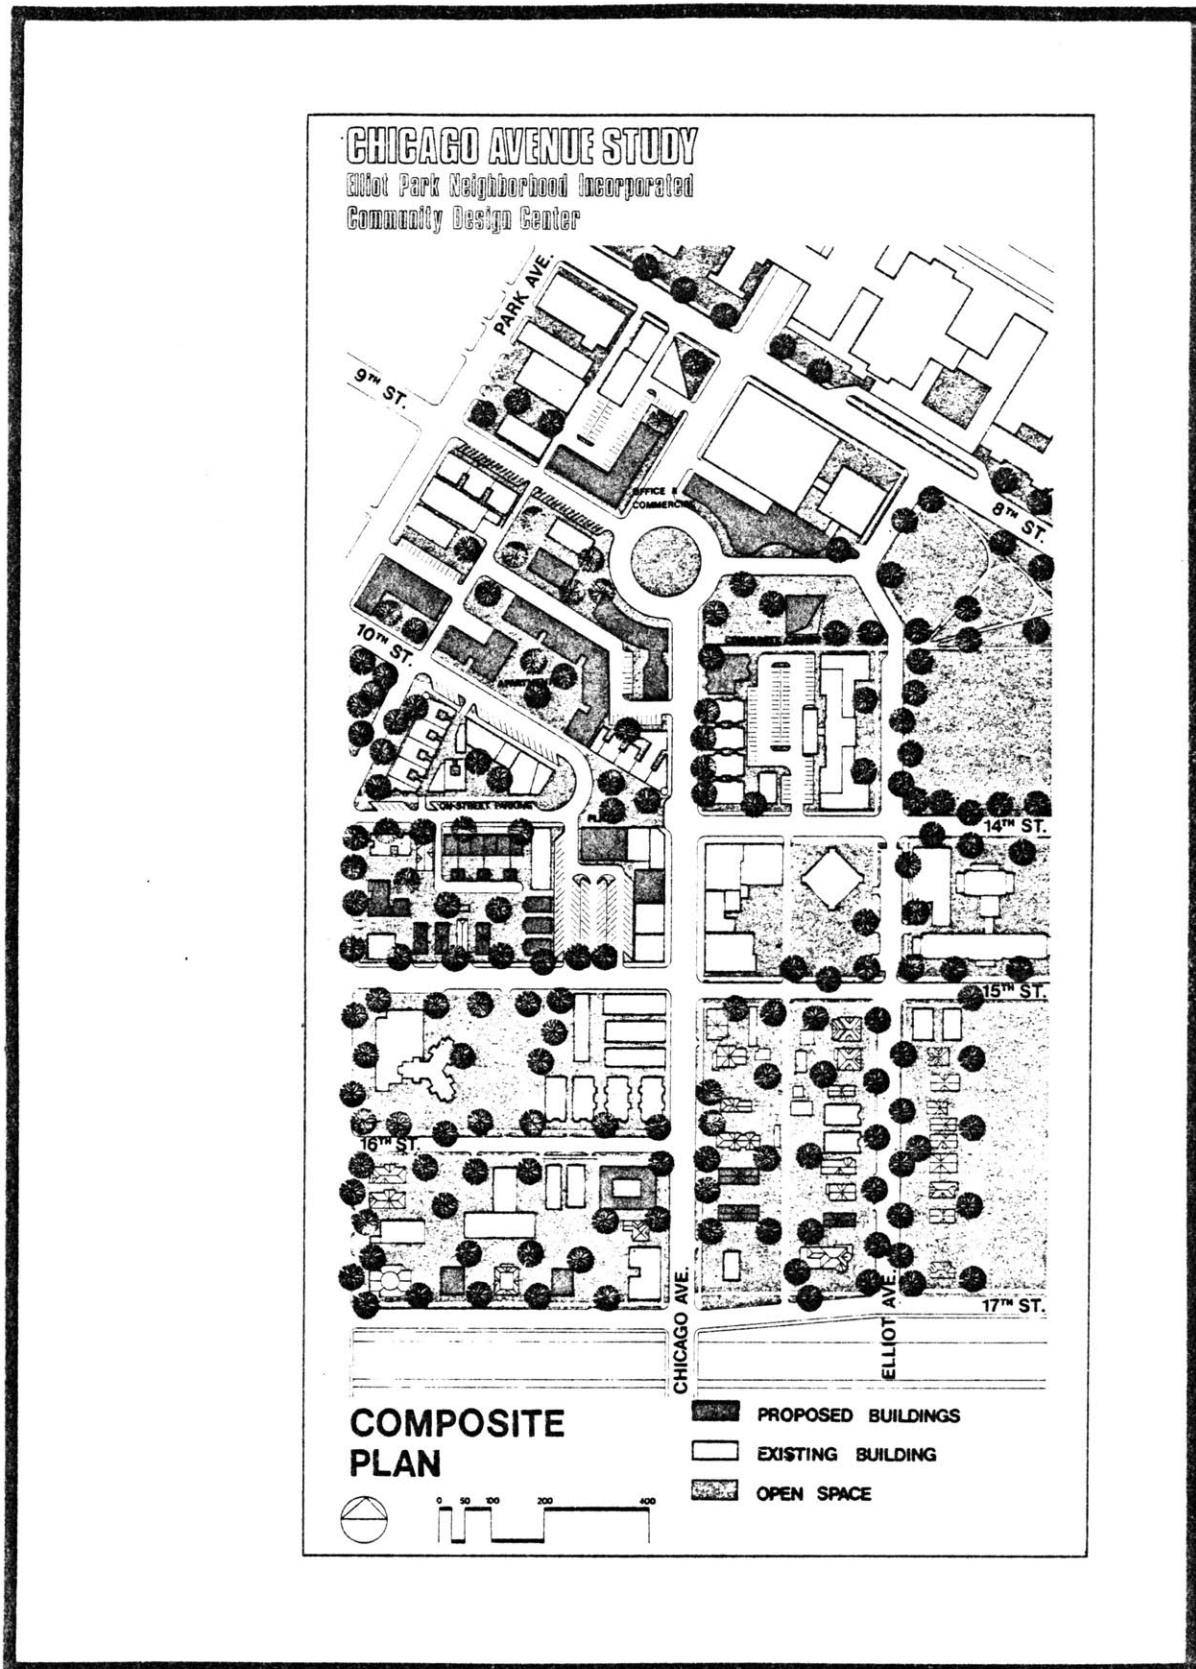 CHICAGO AVENUE STUDY
Elliot Park Neighborhood Incorporated
Community Design Center
PARK AVE.
9TH ST.
OFFICE &
8TH ST.
10TH ST.
COMMUNITY CENTER
ON-STREET PARKING
14TH ST.
15TH ST.
16TH ST.
17TH ST.
CHICAGO AVE.
ELLIOT AVE.
COMPOSITE
PLAN
PROPOSED BUILDINGS
EXISTING BUILDING
OPEN SPACE
0 50 100 200 400